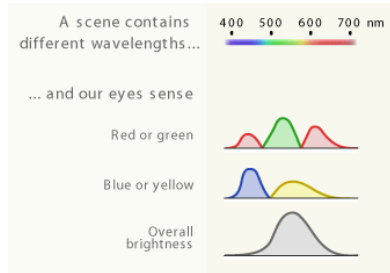 A scene contains
different wavelengths...
400 500 600 700 nm
... and our eyes sense
Red or green
Blue or yellow
Overall
brightness